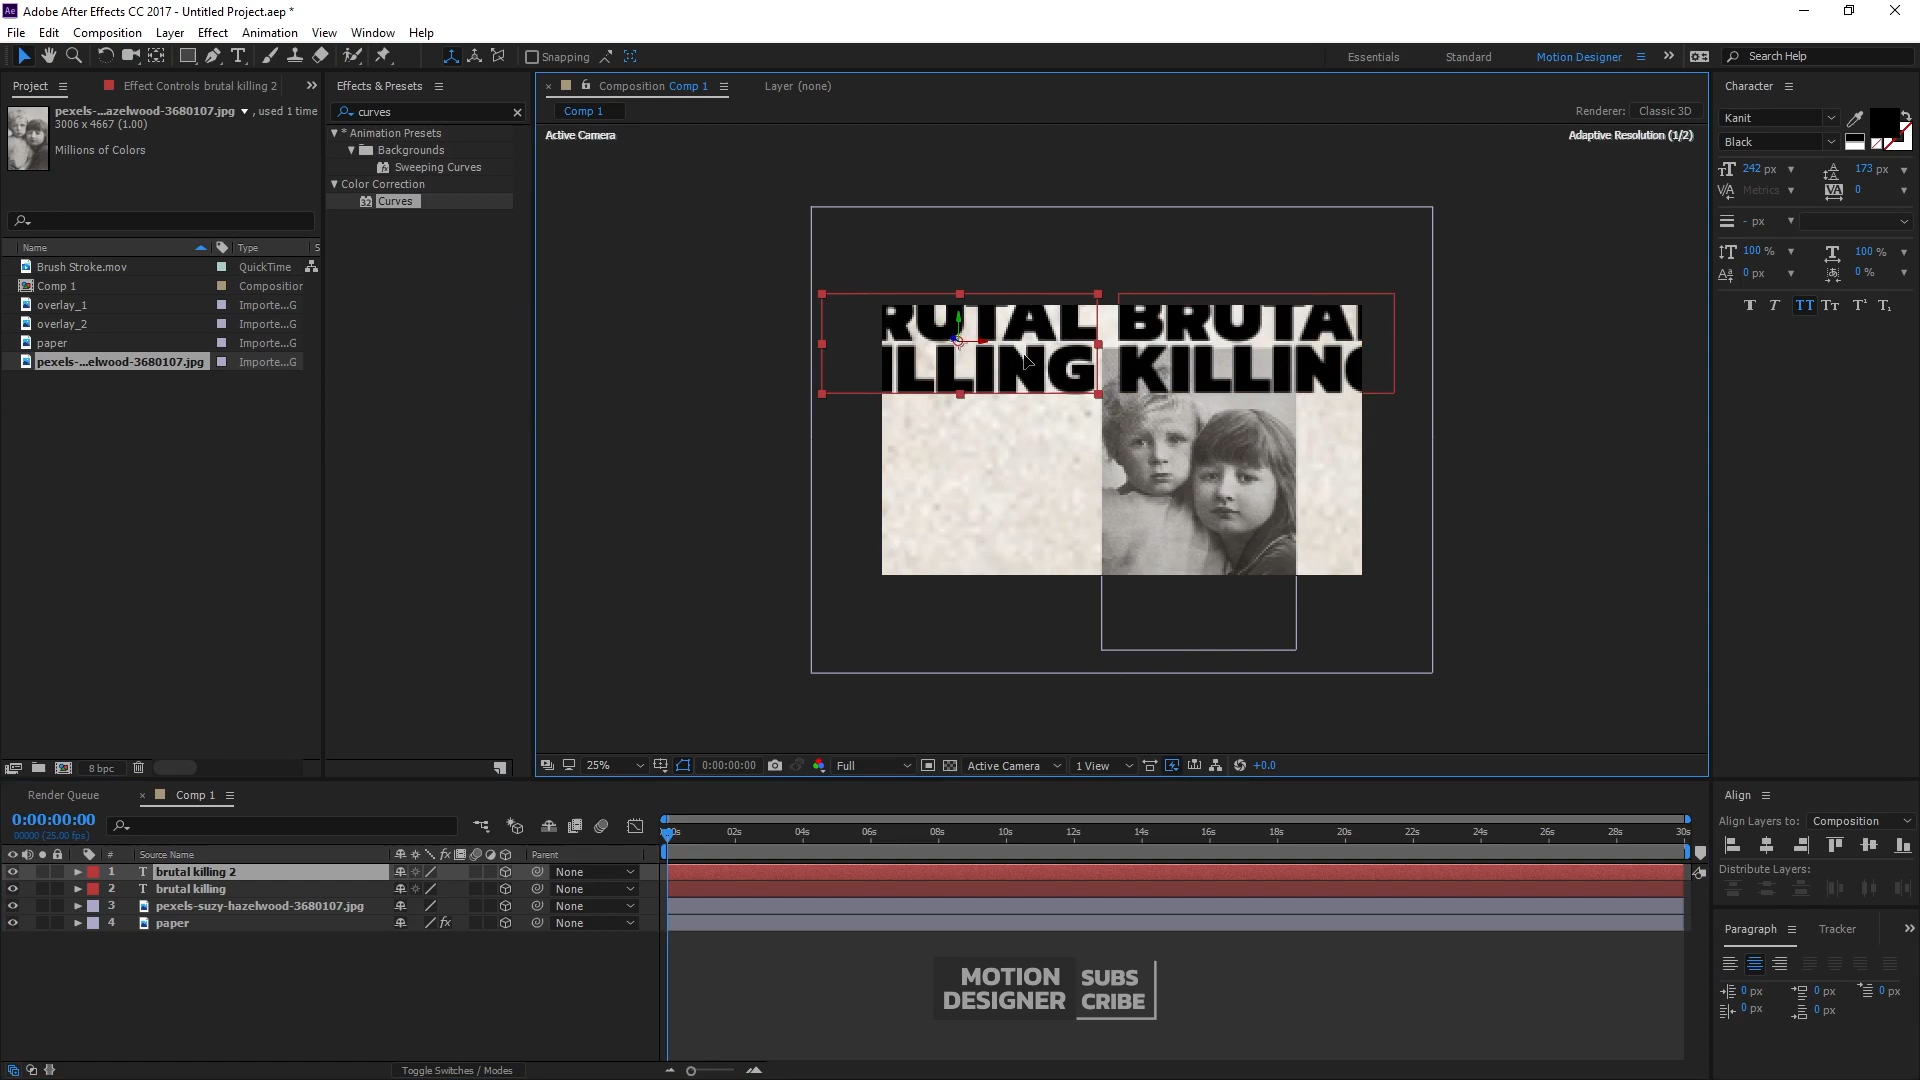 Adobe After Effects CC 2017 - Untitled Project.aep *
File Edit Composition Layer Effect Animation View Window Help
Snapping
Essentials Standard Motion Designer Search Help
Project Effect Controls brutal killing 2
pexels-...azelwood-3680107.jpg , used 1 time
3006 x 4667 (1.00)
Millions of Colors
Name Type S
Brush Stroke.mov QuickTime
Comp 1 Composition
overlay_1 Importe...G
overlay_2 Importe...G
paper Importe...G
pexels-...elwood-3680107.jpg Importe...G
8 bpc
Effects & Presets
curves
* Animation Presets
Backgrounds
Sweeping Curves
Color Correction
Curves
Composition Comp 1 Layer (none)
Comp 1
Renderer: Classic 3D
Active Camera
Adaptive Resolution (1/2)
RUTAL BRUTA
ILLING KILLING
25% 0:00:00:00 Full Active Camera 1 View +0.0
Character
Kanit
Black
242 px 173 px
Metrics 0
- px
100 % 100 %
0 px 0 %
Render Queue Comp 1
0:00:00:00
00000 (25.00 fps)
# Source Name Parent
1 brutal killing 2 None
2 brutal killing None
3 pexels-suzy-hazelwood-3680107.jpg None
4 paper None
02s 04s 06s 08s 10s 12s 14s 16s 18s 20s 22s 24s 26s 28s 30s
MOTION DESIGNER
SUBS CRIBE
Toggle Switches / Modes
Align
Align Layers to: Composition
Distribute Layers:
Paragraph Tracker
0 px 0 px 0 px
0 px 0 px